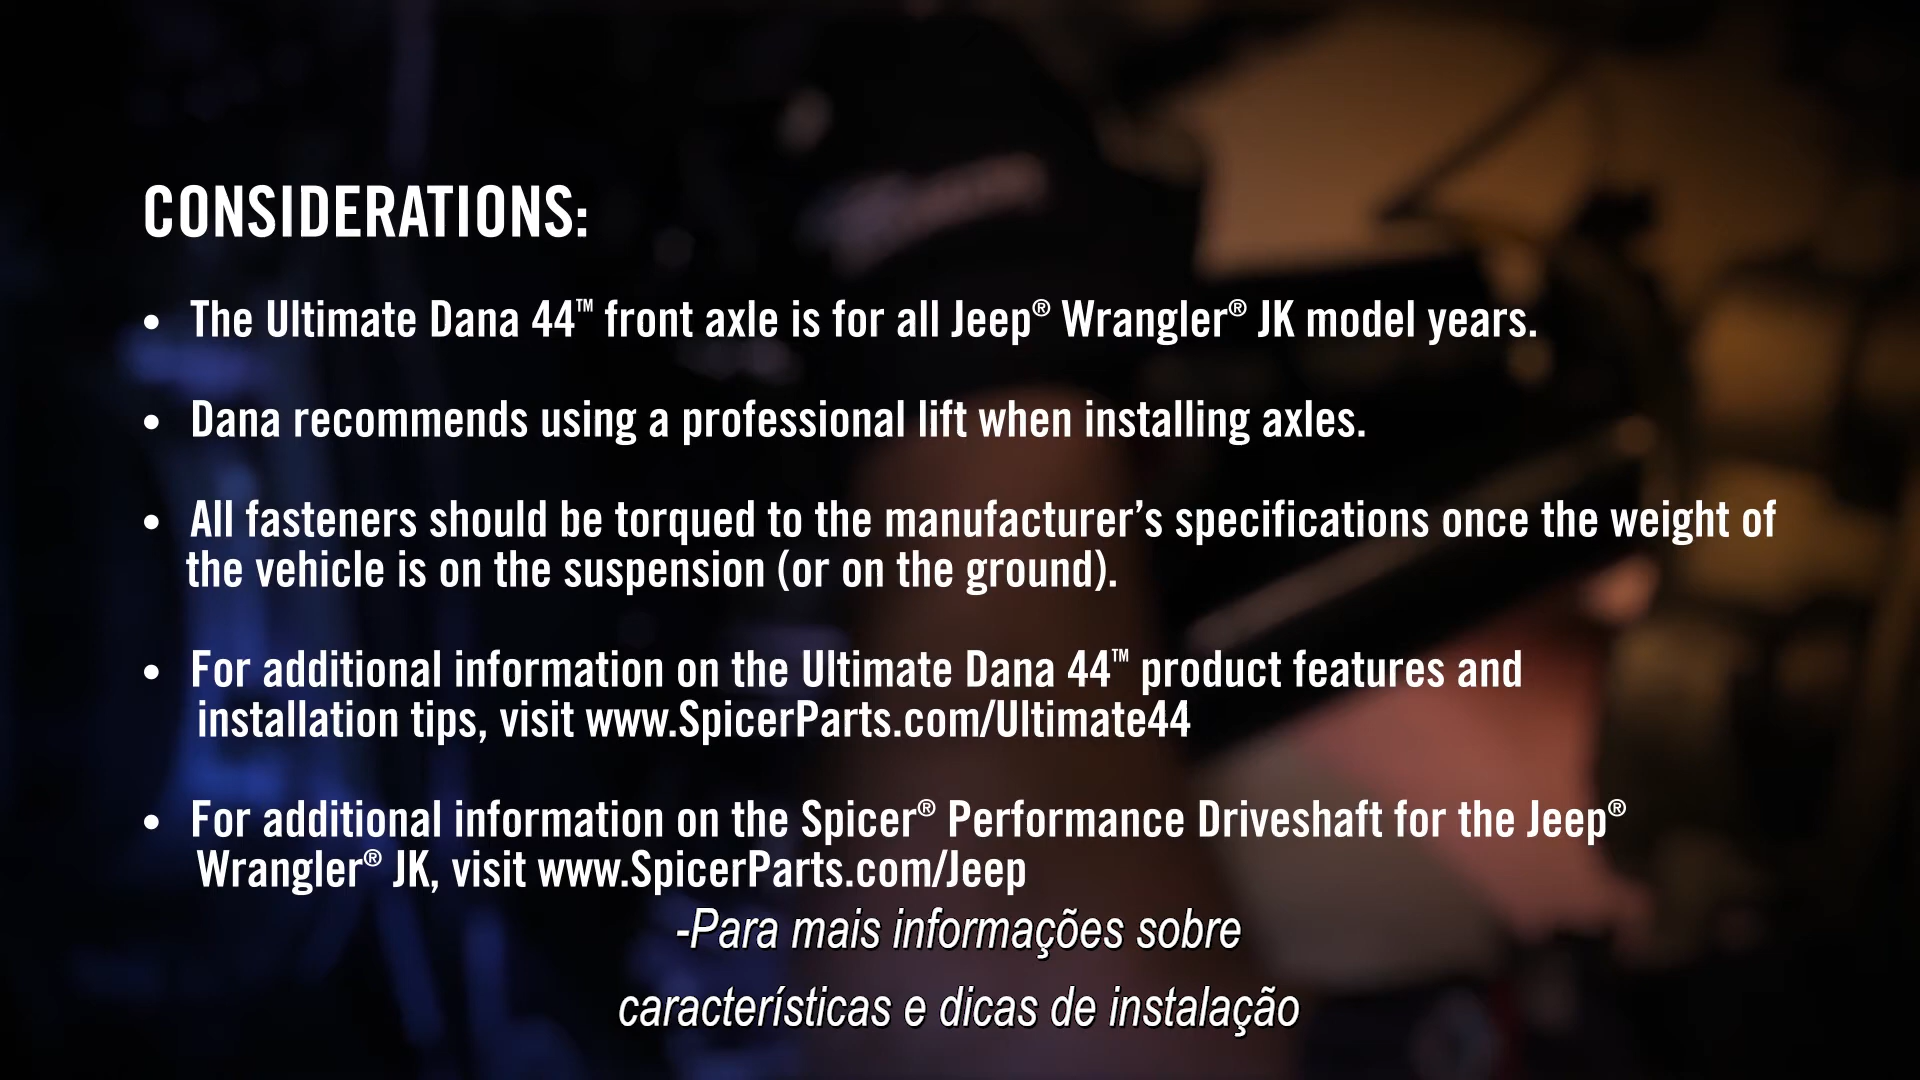 CONSIDERATIONS:
• The Ultimate Dana 44™ front axle is for all Jeep® Wrangler® JK model years.
• Dana recommends using a professional lift when installing axles.
• All fasteners should be torqued to the manufacturer’s specifications once the weight of
the vehicle is on the suspension (or on the ground).
• For additional information on the Ultimate Dana 44™ product features and
installation tips, visit www.SpicerParts.com/Ultimate44
• For additional information on the Spicer® Performance Driveshaft for the Jeep®
Wrangler® JK, visit www.SpicerParts.com/Jeep
-Para mais informações sobre
características e dicas de instalação